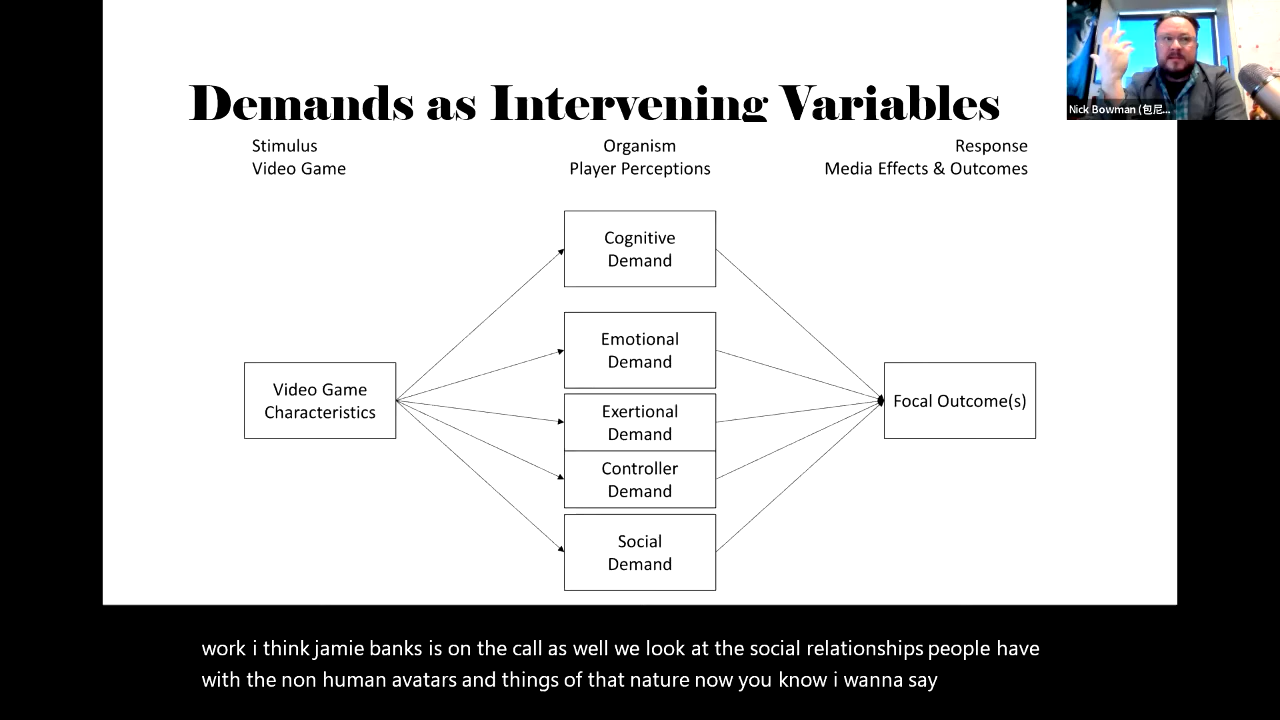 Demands as Intervening Variables
Nick Bowman (包尼...
Stimulus
Video Game
Organism
Player Perceptions
Response
Media Effects & Outcomes
Cognitive
Demand
Emotional
Demand
Exertional
Demand
Controller
Demand
Social
Demand
Video Game
Characteristics
Focal Outcome(s)
work i think jamie banks is on the call as well we look at the social relationships people have
with the non human avatars and things of that nature now you know i wanna say